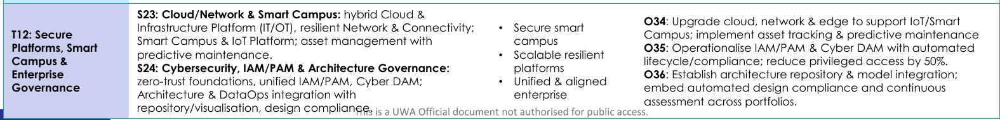 T12: Secure
Platforms, Smart
Campus &
Enterprise
Governance
S23: Cloud/Network & Smart Campus: hybrid Cloud &
Infrastructure Platform (IT/OT), resilient Network & Connectivity;
Smart Campus & IoT Platform; asset management with
predictive maintenance.
S24: Cybersecurity, IAM/PAM & Architecture Governance:
zero-trust foundations, unified IAM/PAM, Cyber DAM;
Architecture & DataOps integration with
repository/visualisation, design compliance.
• Secure smart
campus
• Scalable resilient
platforms
• Unified & aligned
enterprise
O34: Upgrade cloud, network & edge to support IoT/Smart
Campus; implement asset tracking & predictive maintenance
O35: Operationalise IAM/PAM & Cyber DAM with automated
lifecycle/compliance; reduce privileged access by 50%.
O36: Establish architecture repository & model integration;
embed automated design compliance and continuous
assessment across portfolios.
This is a UWA Official document not authorised for public access.